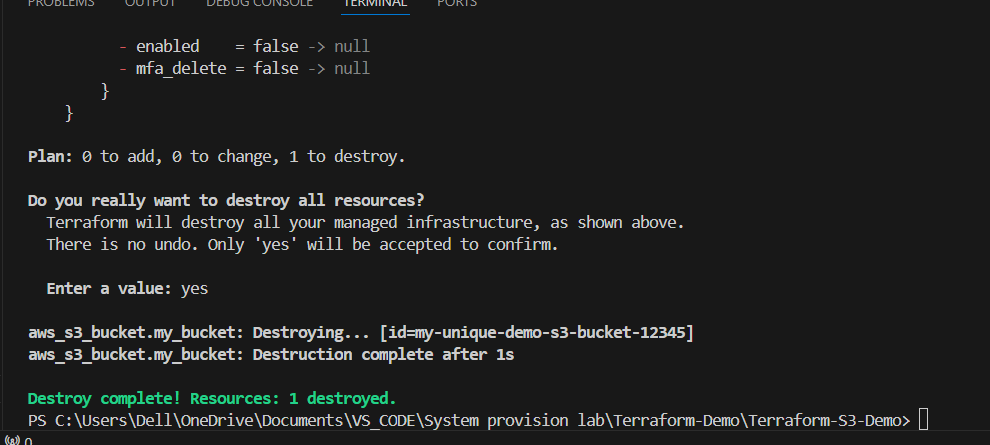 PROBLEMS OUTPUT DEBUG CONSOLE TERMINAL PORTS
- enabled = false -> null
- mfa_delete = false -> null
}
}
Plan: 0 to add, 0 to change, 1 to destroy.
Do you really want to destroy all resources?
Terraform will destroy all your managed infrastructure, as shown above.
There is no undo. Only 'yes' will be accepted to confirm.
Enter a value: yes
aws_s3_bucket.my_bucket: Destroying... [id=my-unique-demo-s3-bucket-12345]
aws_s3_bucket.my_bucket: Destruction complete after 1s
Destroy complete! Resources: 1 destroyed.
PS C:\Users\Dell\OneDrive\Documents\VS_CODE\System provision lab\Terraform-Demo\Terraform-S3-Demo>
0